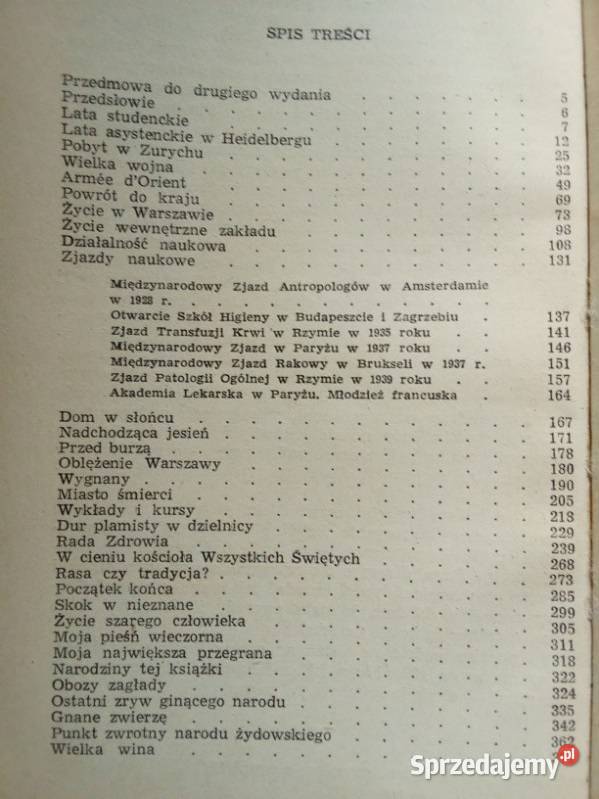 SPIS TREŚCI
Przedmowa do drugiego wydania . . . . . . 5
Przedsłowie . . . . . . . . . . . . 6
Lata studenckie . . . . . . . . . . . 7
Lata asystenckie w Heidelbergu . . . . . . . 12
Pobyt w Zurychu . . . . . . . . . . 25
Wielka wojna . . . . . . . . . . . 32
Armée d'Orient . . . . . . . . . . 49
Powrót do kraju . . . . . . . . . . 69
Życie w Warszawie . . . . . . . . . . 73
Życie wewnętrzne zakładu . . . . . . . . 98
Działalność naukowa . . . . . . . . . 108
Zjazdy naukowe . . . . . . . . . . 131
Międzynarodowy Zjazd Antropologów w Amsterdamie
w 1928 r. . . . . . . . . . . . .
Otwarcie Szkół Higieny w Budapeszcie i Zagrzebiu . 137
Zjazd Transfuzji Krwi w Rzymie w 1935 roku . . 141
Międzynarodowy Zjazd w Paryżu w 1937 roku . . 146
Międzynarodowy Zjazd Rakowy w Brukseli w 1937 r. 151
Zjazd Patologii Ogólnej w Rzymie w 1939 roku . . 157
Akademia Lekarska w Paryżu. Młodzież francuska . 164
Dom w słońcu . . . . . . . . . . . 167
Nadchodząca jesień . . . . . . . . . . 171
Przed burzą . . . . . . . . . . . . 178
Oblężenie Warszawy . . . . . . . . . 180
Wygnany . . . . . . . . . . . . 190
Miasto śmierci . . . . . . . . . . . 205
Wykłady i kursy . . . . . . . . . . 218
Dur plamisty w dzielnicy . . . . . . . . 229
Rada Zdrowia . . . . . . . . . . . 239
W cieniu kościoła Wszystkich Świętych . . . . . 268
Rasa czy tradycja? . . . . . . . . . . 273
Początek końca . . . . . . . . . . . 285
Skok w nieznane . . . . . . . . . . 299
Życie szarego człowieka . . . . . . . . 305
Moja pieśń wieczorna . . . . . . . . . 311
Moja największa przegrana . . . . . . . 318
Narodziny tej książki . . . . . . . . . 322
Obozy zagłady . . . . . . . . . . . 324
Ostatni zryw ginącego narodu . . . . . . . 335
Gnane zwierzę . . . . . . . . . . . 342
Punkt zwrotny narodu żydowskiego . . . . . . 362
Wielka wina . . . . . . . . . . .
Sprzedajemy.pl